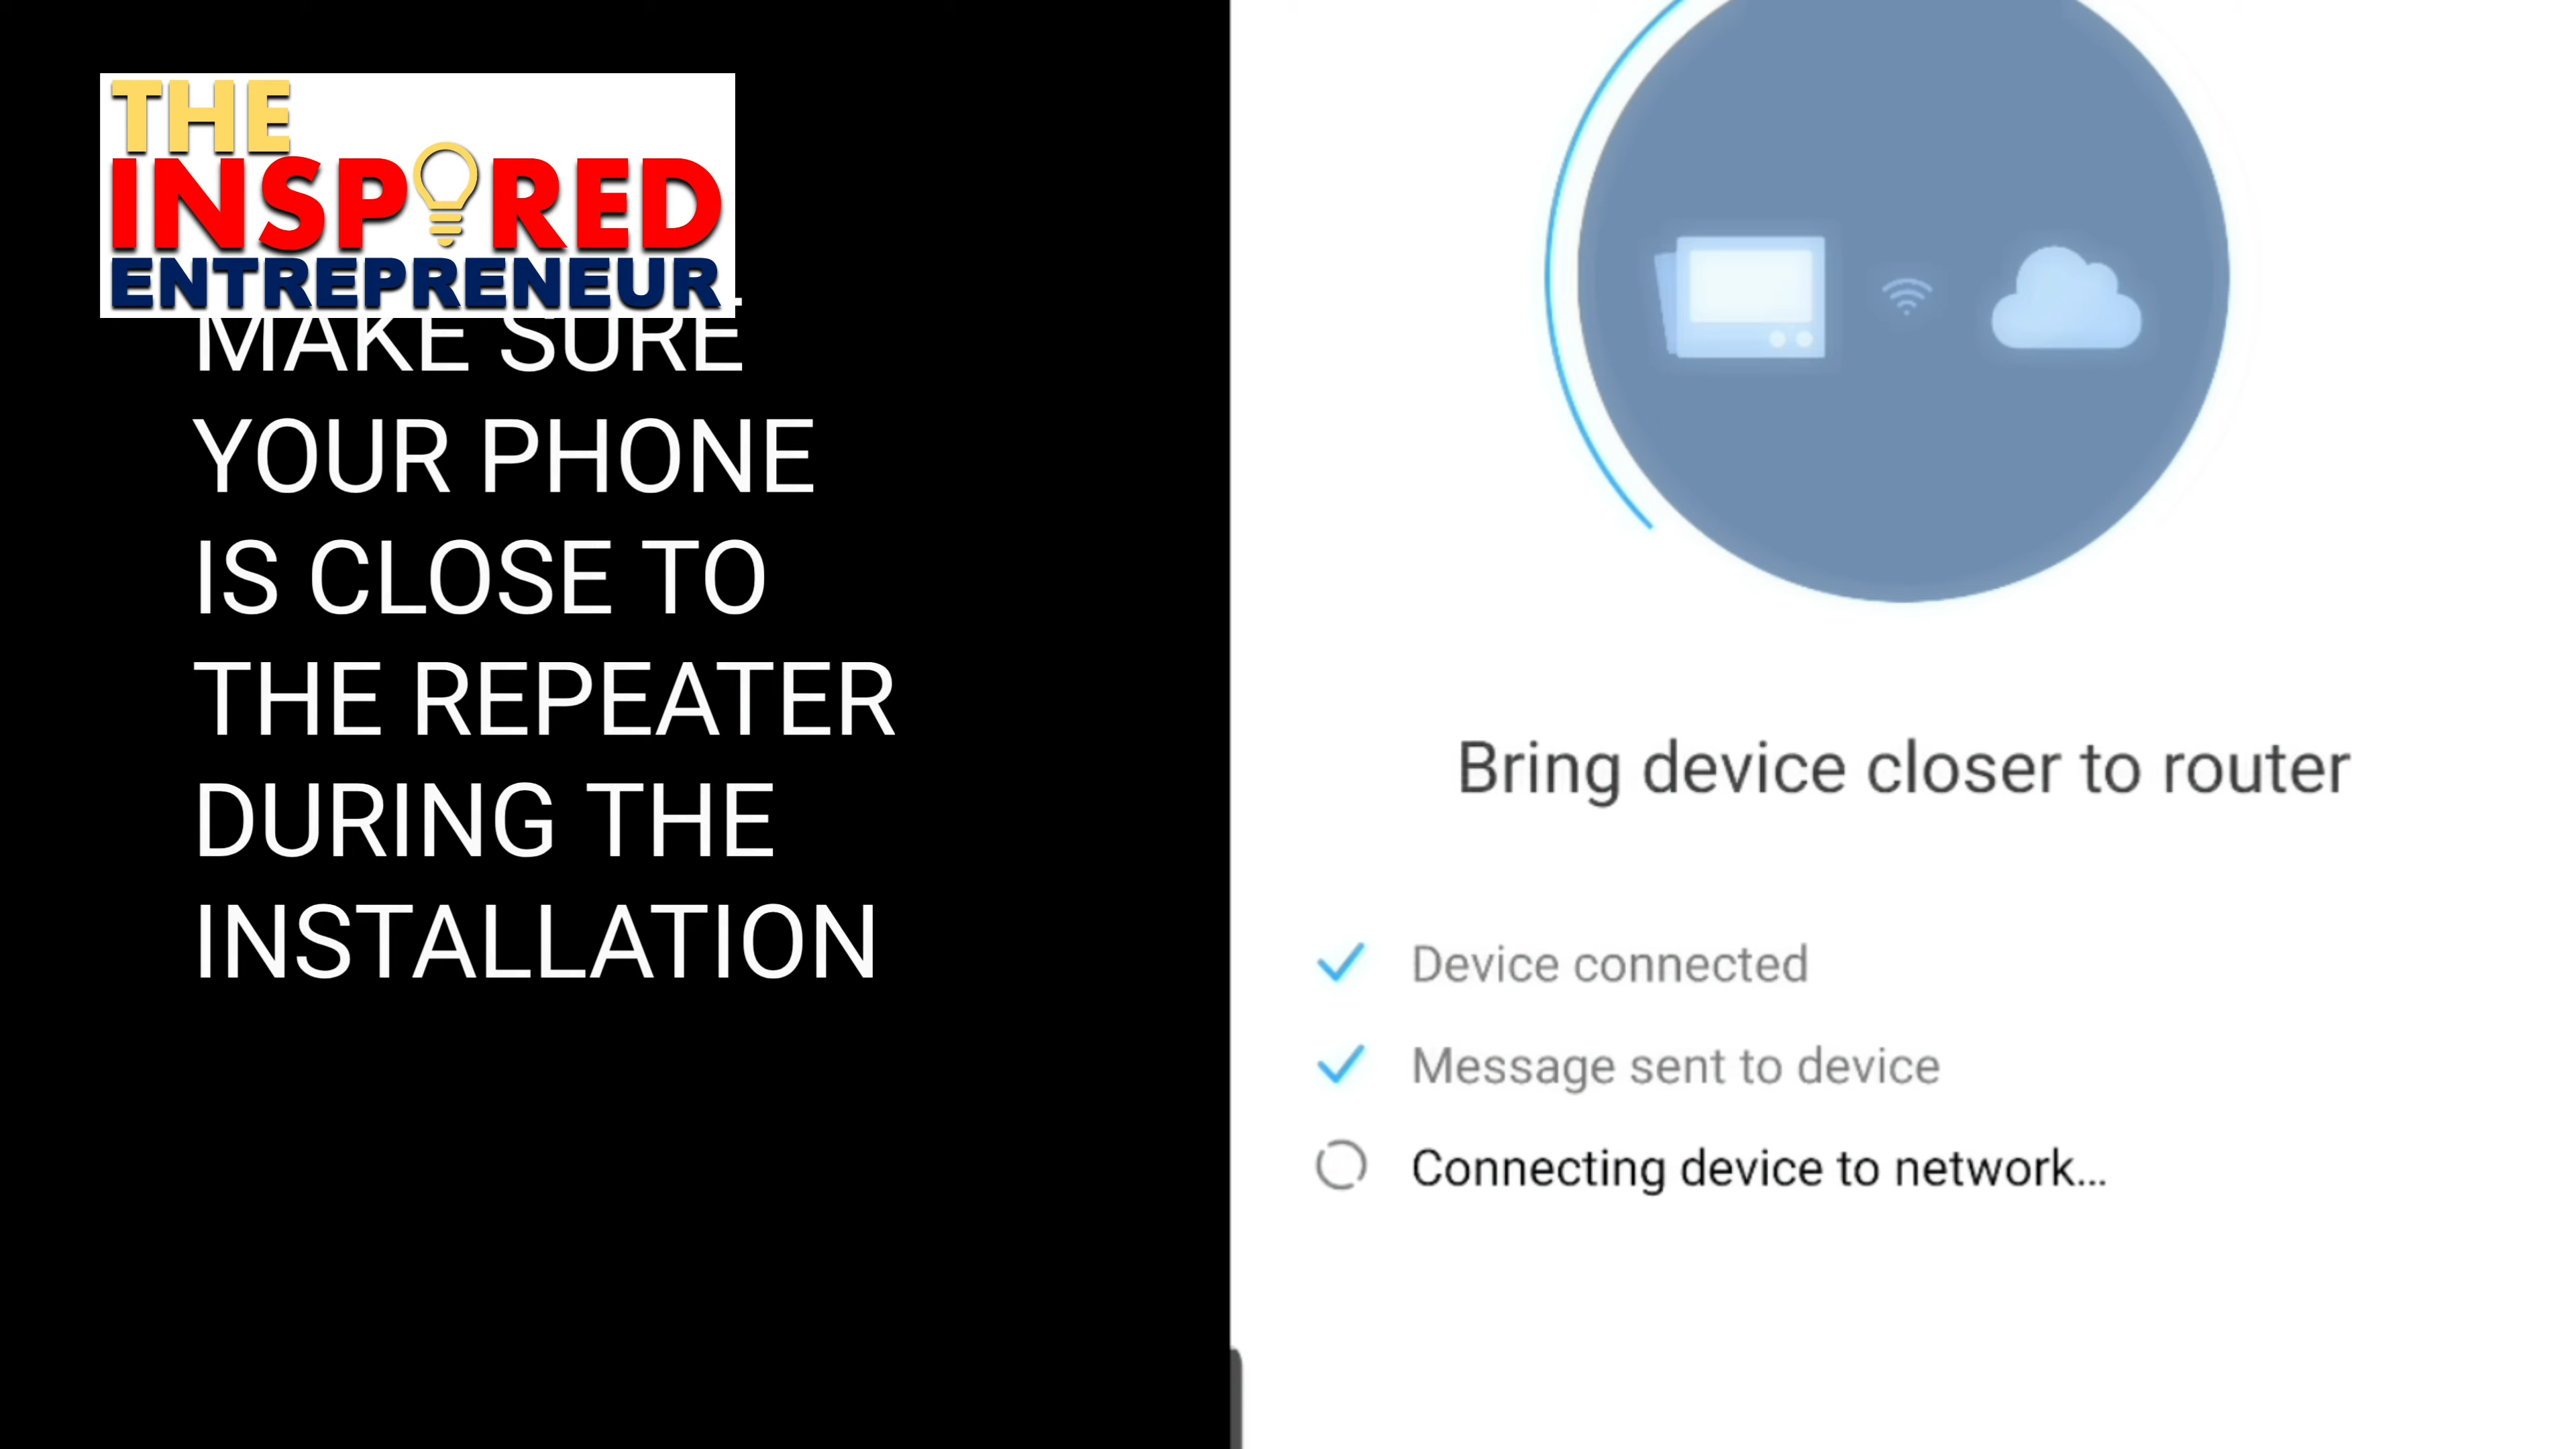 THE
INSPIRED
ENTREPRENEUR
MAKE SURE
YOUR PHONE
IS CLOSE TO
THE REPEATER
DURING THE
INSTALLATION
Bring device closer to router
Device connected
Message sent to device
Connecting device to network...